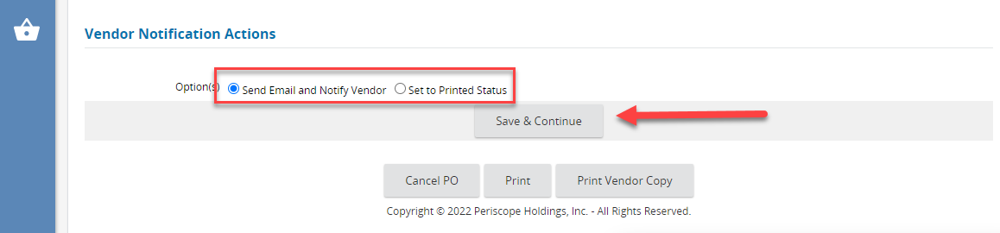 Vendor Notification Actions
Option(s) Send Email and Notify Vendor Set to Printed Status
Save & Continue
Cancel PO Print Print Vendor Copy
Copyright © 2022 Periscope Holdings, Inc. - All Rights Reserved.